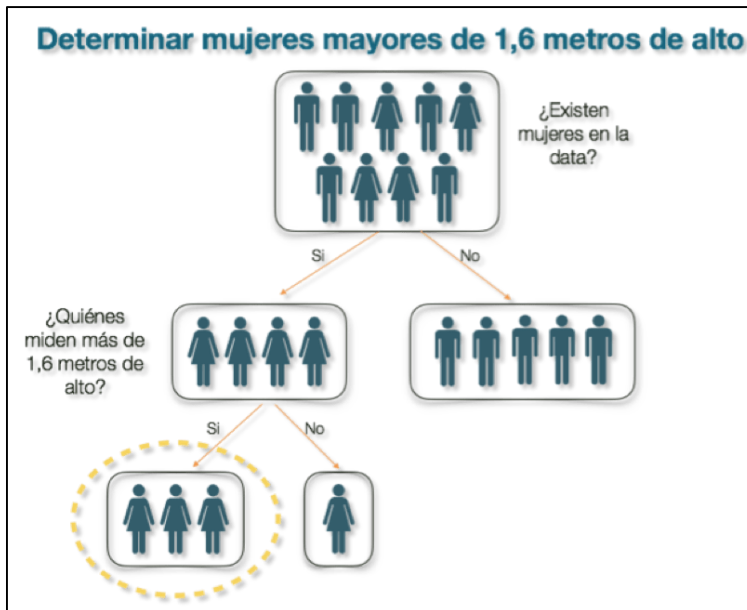 Determinar mujeres mayores de 1,6 metros de alto
¿Existen
mujeres en la
data?
Si
No
¿Quiénes
miden más de
1,6 metros de
alto?
Si
No